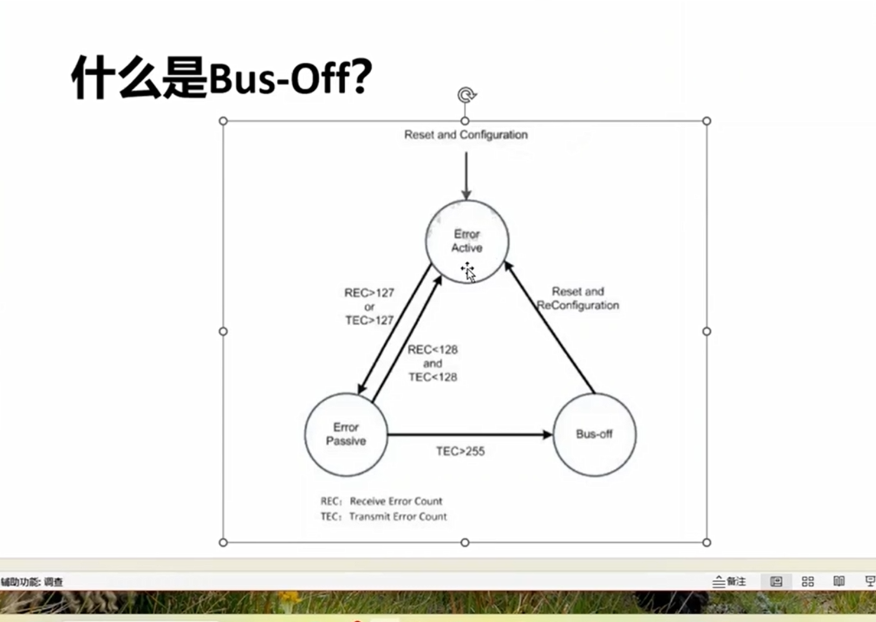 什么是Bus-Off？
Reset and Configuration
Error
Active
REC>127
or
TEC>127
Reset and
ReConfiguration
REC<128
and
TEC<128
Error
Passive
Bus-off
TEC>255
REC： Receive Error Count
TEC： Transmit Error Count
辅助功能: 调查
备注